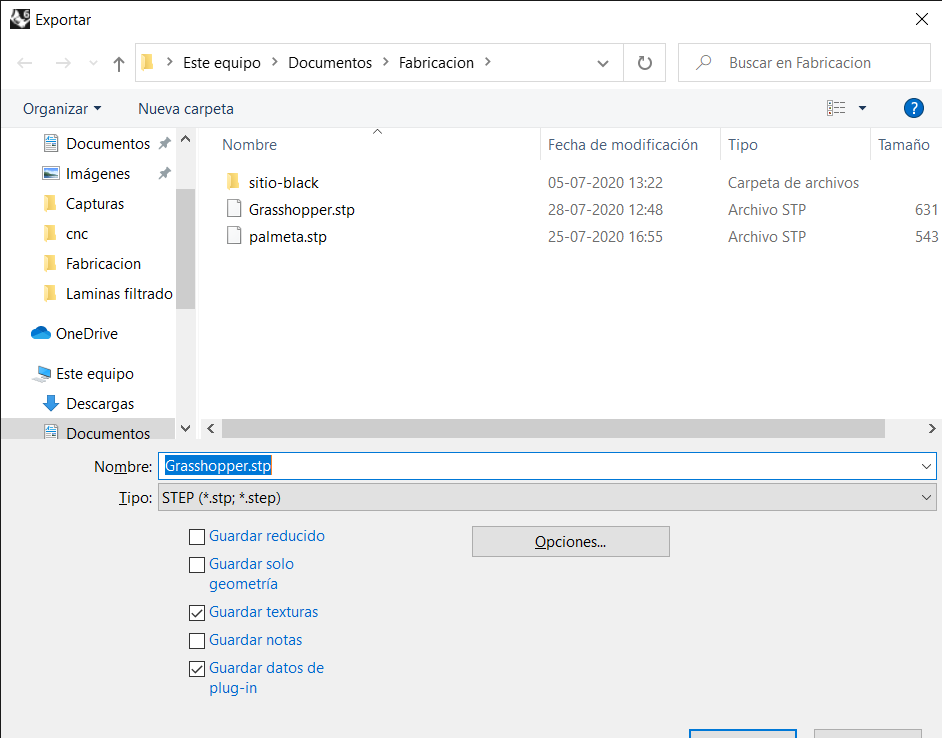 Exportar
Este equipo > Documentos > Fabricacion >
Buscar en Fabricacion
Organizar
Nueva carpeta
Documentos
Imágenes
Capturas
cnc
Fabricacion
Laminas filtrado
OneDrive
Este equipo
Descargas
Documentos
Nombre Fecha de modificación Tipo Tamaño
sitio-black 05-07-2020 13:22 Carpeta de archivos
Grasshopper.stp 28-07-2020 12:48 Archivo STP 631
palmeta.stp 25-07-2020 16:55 Archivo STP 543
Nombre: Grasshopper.stp
Tipo: STEP (*.stp; *.step)
Guardar reducido
Guardar solo
geometría
Guardar texturas
Guardar notas
Guardar datos de
plug-in
Opciones...